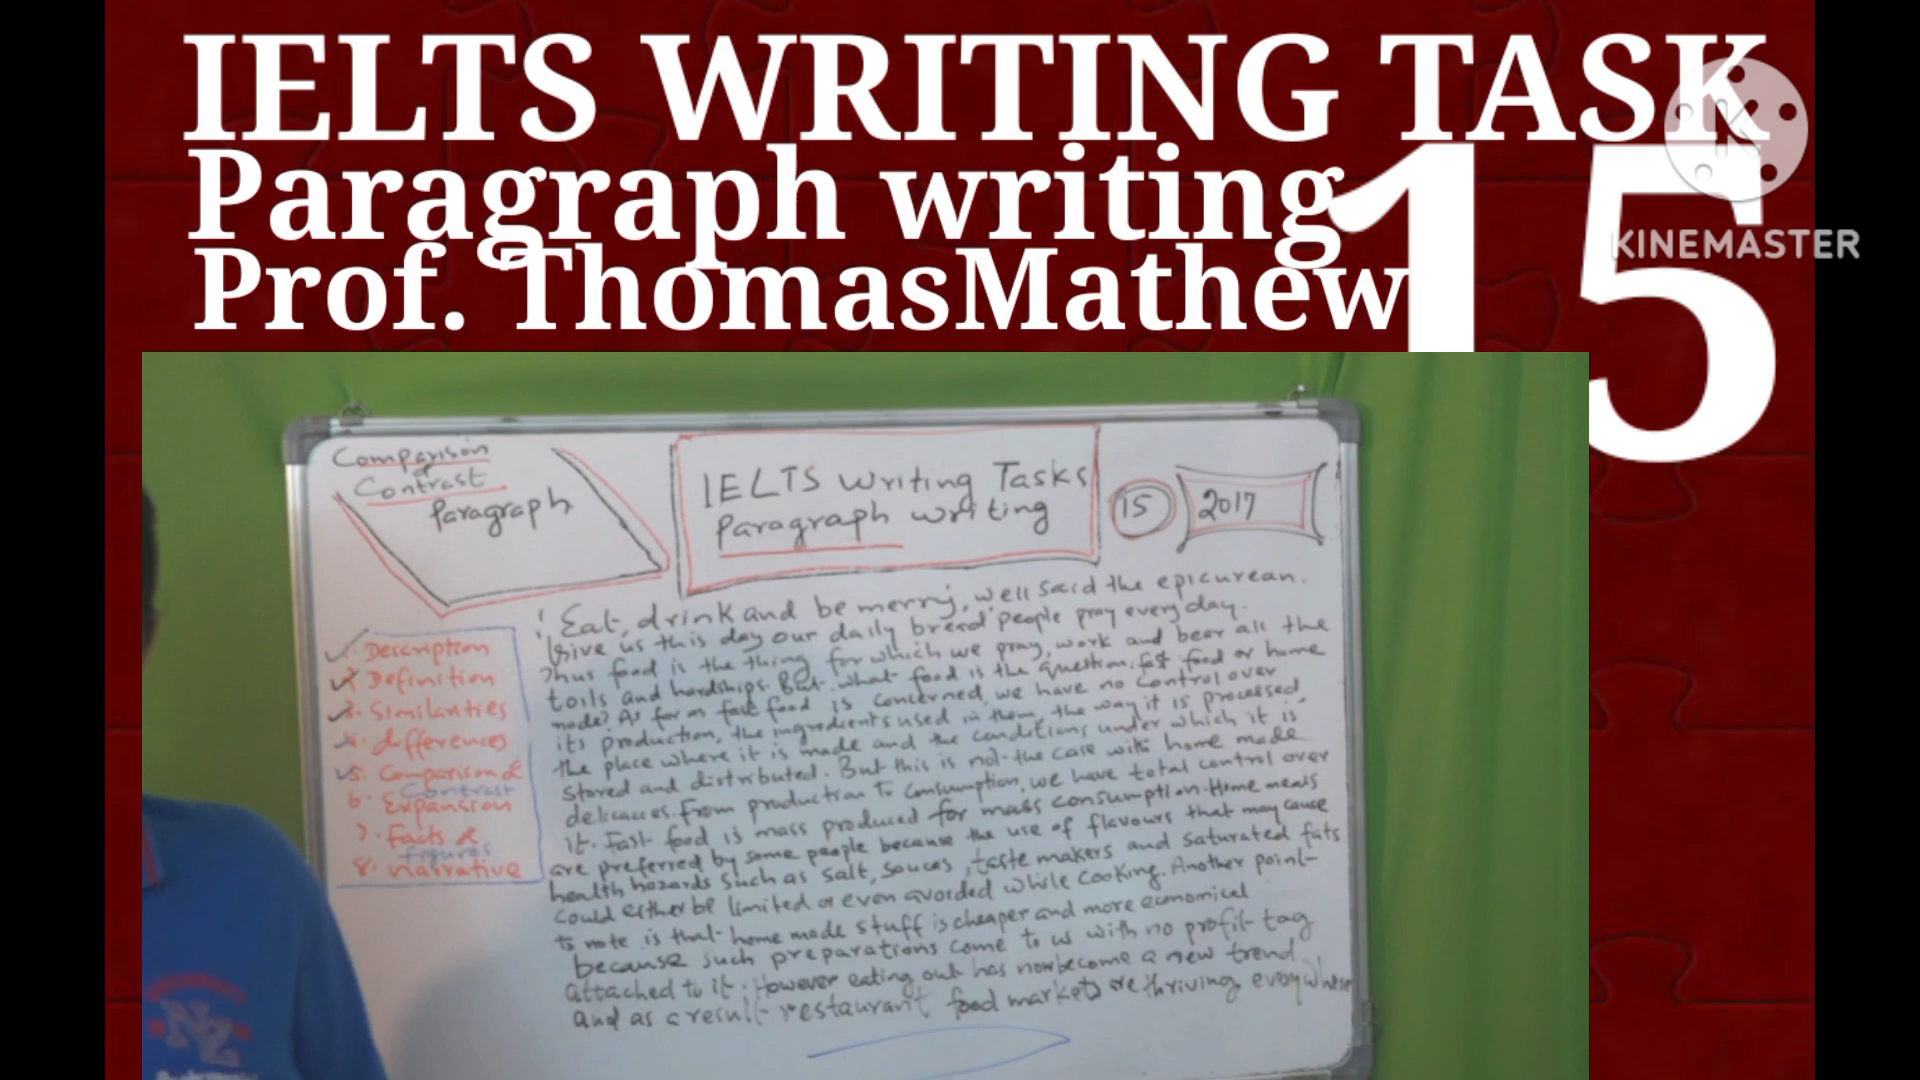 IELTS WRITING TASK
Paragraph writing
Prof. ThomasMathew
15
KINEMASTER
Comparison
&
Contrast
Paragraph
IELTS Writing Tasks
Paragraph writing
15
2017
1. Description
2. Definition
3. Similarities
4. differences
5. Comparison &
Contrast
6. Expansion
7. Facts &
figures
8. narrative
Eat, drink and be merry, well said the epicurean.
Give us this day our daily bread people pray every day.
Thus food is the thing for which we pray, work and bear all the
toils and hardships. But what food is the question, fast food or home
made? As far as fast food is concerned, we have no control over
its production, the ingredients used in them, the way it is processed,
the place where it is made and the conditions under which it is
stored and distributed. But this is not the case with home made
delicacies. From production to consumption, we have total control over
it. Fast food is mass produced for mass consumption. Home meals
are preferred by some people because the use of flavours that may cause
health hazards such as salt, sauces, taste makers and saturated fats
could either be limited or even avoided while cooking. Another point
to note is that home made stuff is cheaper and more economical
because such preparations come to us with no profit tag
attached to it. However eating out has now become a new trend
and as a result restaurant food markets are thriving everywhere
NZ